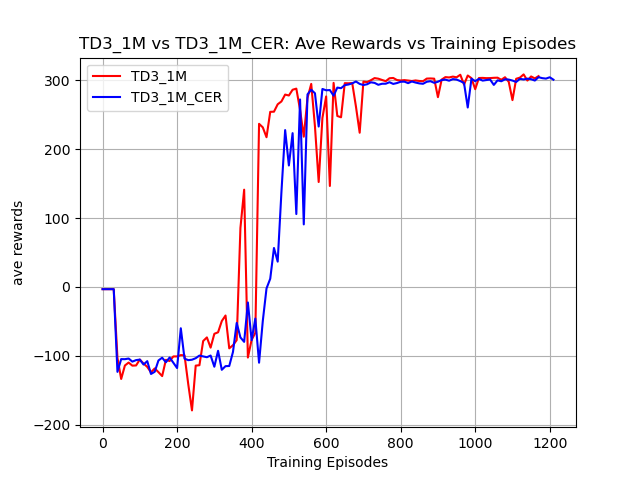 TD3_1M vs TD3_1M_CER: Ave Rewards vs Training Episodes
TD3_1M
TD3_1M_CER
300
200
100
0
−100
−200
ave rewards
0 200 400 600 800 1000 1200
Training Episodes